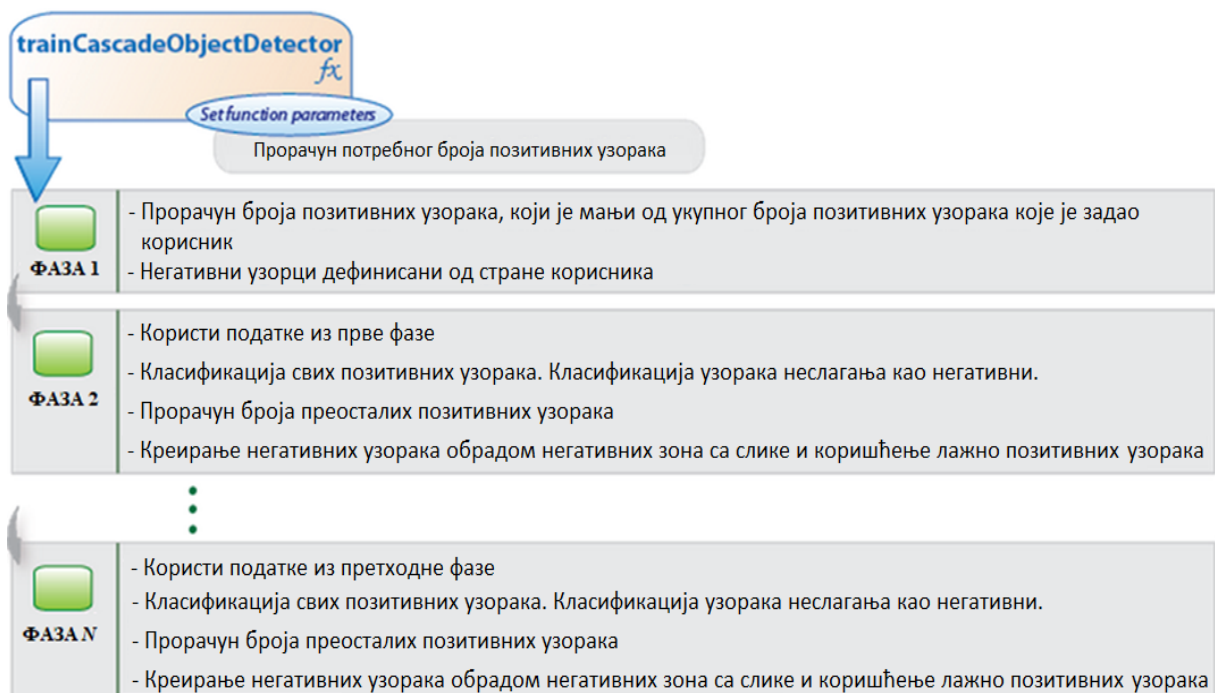 trainCascadeObjectDetector
fx
Set function parameters
Прорачун потребног броја позитивних узорака
- Прорачун броја позитивних узорака, који је мањи од укупног броја позитивних узорака које је задао
корисник
ФАЗА 1
- Негативни узорци дефинисани од стране корисника
- Користи податке из прве фазе
- Класификација свих позитивних узорака. Класификација узорака неслагања као негативни.
ФАЗА 2
- Прорачун броја преосталих позитивних узорака
- Креирање негативних узорака обрадом негативних зона са слике и коришћење лажно позитивних узорака
- Користи податке из претходне фазе
- Класификација свих позитивних узорака. Класификација узорака неслагања као негативни.
ФАЗА N
- Прорачун броја преосталих позитивних узорака
- Креирање негативних узорака обрадом негативних зона са слике и коришћење лажно позитивних узорака